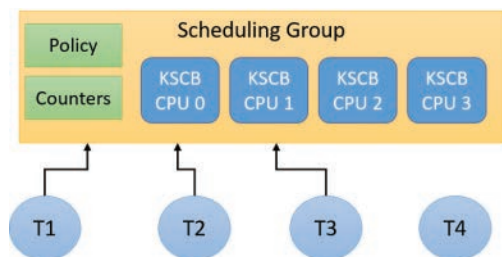 Scheduling Group
Policy
Counters
KSCB
CPU 0
KSCB
CPU 1
KSCB
CPU 2
KSCB
CPU 3
T1
T2
T3
T4